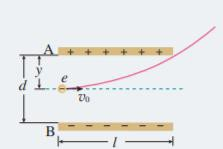 A + + + + + +
y
d
e
v₀
B − − − − − −
l